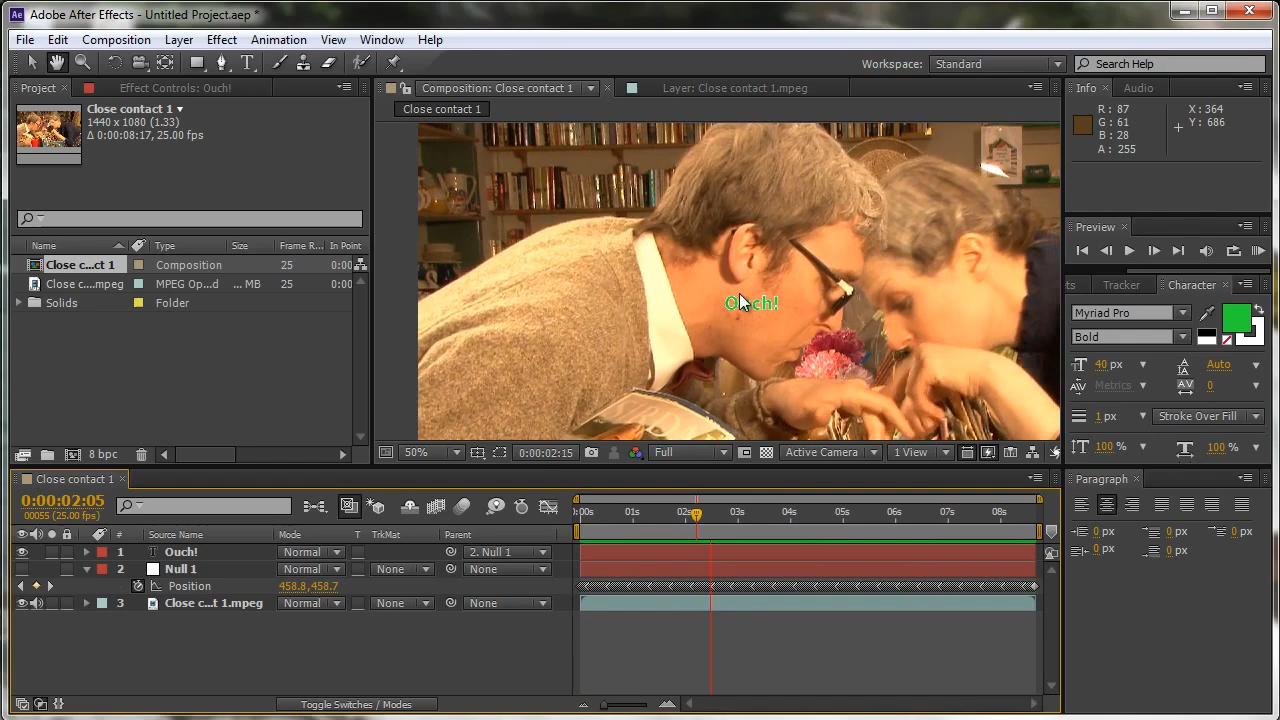 Ae Adobe After Effects - Untitled Project.aep *
File Edit Composition Layer Effect Animation View Window Help
Workspace: Standard Search Help
Project Effect Controls: Ouch! Composition: Close contact 1 Layer: Close contact 1.mpeg Info Audio
Close contact 1
1440 x 1080 (1.33)
Δ 0:00:08:17, 25.00 fps
Close contact 1
R : 87
G : 61
B : 28
A : 255
X : 364
Y : 686
Name Type Size Frame R... In Point
Close c...ct 1 Composition 25 0:00
Close c....mpeg MPEG Op...d ... MB 25 0:00
Solids Folder
Ouch!
Preview
Tracker Character
Myriad Pro
Bold
40 px Auto
Metrics 0
1 px Stroke Over Fill
100 % 100 %
8 bpc
50% 0:00:02:15 Full Active Camera 1 View
Close contact 1
0:00:02:05
00055 (25.00 fps)
:00s 01s 02s 03s 04s 05s 06s 07s 08s
# Source Name Mode T TrkMat Parent
1 T Ouch! Normal 2. Null 1
2 Null 1 Normal None None
Position 458.8,458.7
3 Close c...t 1.mpeg Normal None None
Toggle Switches / Modes
Paragraph
0 px 0 px 0 px
0 px 0 px